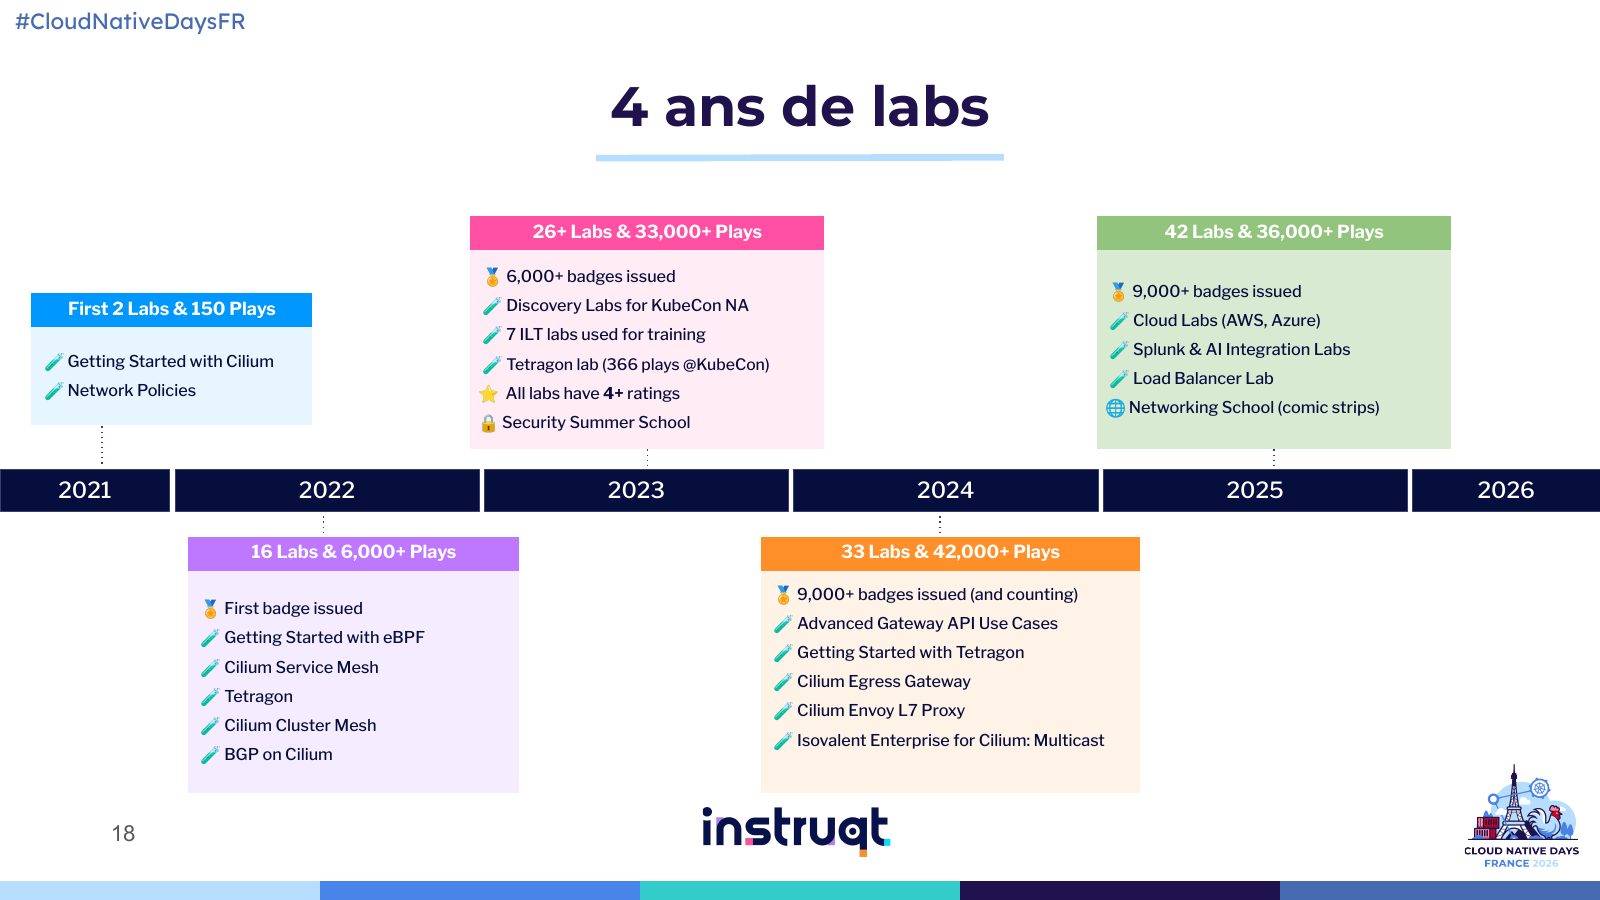 #CloudNativeDaysFR
4 ans de labs
First 2 Labs & 150 Plays
🧪 Getting Started with Cilium
🧪 Network Policies
26+ Labs & 33,000+ Plays
🏅 6,000+ badges issued
🧪 Discovery Labs for KubeCon NA
🧪 7 ILT labs used for training
🧪 Tetragon lab (366 plays @KubeCon)
⭐ All labs have 4+ ratings
🔒 Security Summer School
42 Labs & 36,000+ Plays
🏅 9,000+ badges issued
🧪 Cloud Labs (AWS, Azure)
🧪 Splunk & AI Integration Labs
🧪 Load Balancer Lab
🌐 Networking School (comic strips)
2021
2022
2023
2024
2025
2026
16 Labs & 6,000+ Plays
🏅 First badge issued
🧪 Getting Started with eBPF
🧪 Cilium Service Mesh
🧪 Tetragon
🧪 Cilium Cluster Mesh
🧪 BGP on Cilium
33 Labs & 42,000+ Plays
🏅 9,000+ badges issued (and counting)
🧪 Advanced Gateway API Use Cases
🧪 Getting Started with Tetragon
🧪 Cilium Egress Gateway
🧪 Cilium Envoy L7 Proxy
🧪 Isovalent Enterprise for Cilium: Multicast
18
instruqt
CLOUD NATIVE DAYS
FRANCE 2026